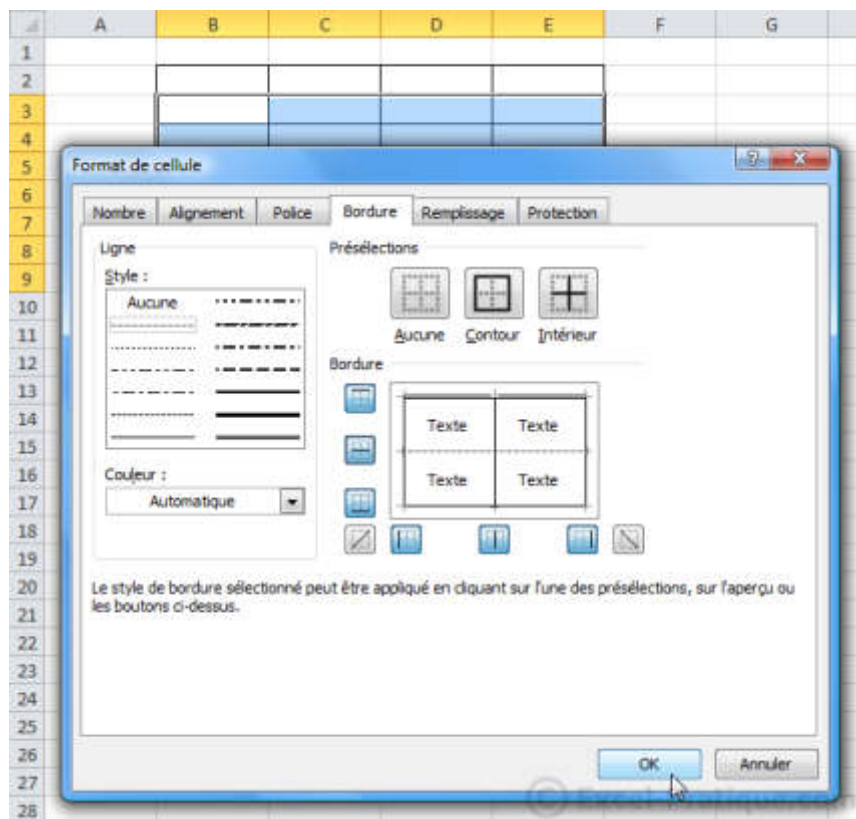 A B C D E F G
1
2
3
4
5
6
7
8
9
10
11
12
13
14
15
16
17
18
19
20
21
22
23
24
25
26
27
28
Format de cellule
Nombre Alignement Police Bordure Remplissage Protection
Ligne
Style :
Aucune
Couleur :
Automatique
Présélections
Aucune Contour Intérieur
Bordure
Texte Texte
Texte Texte
Le style de bordure sélectionné peut être appliqué en cliquant sur l'une des présélections, sur l'aperçu ou
les boutons ci-dessus.
OK Annuler
© Excel-Pratique.com